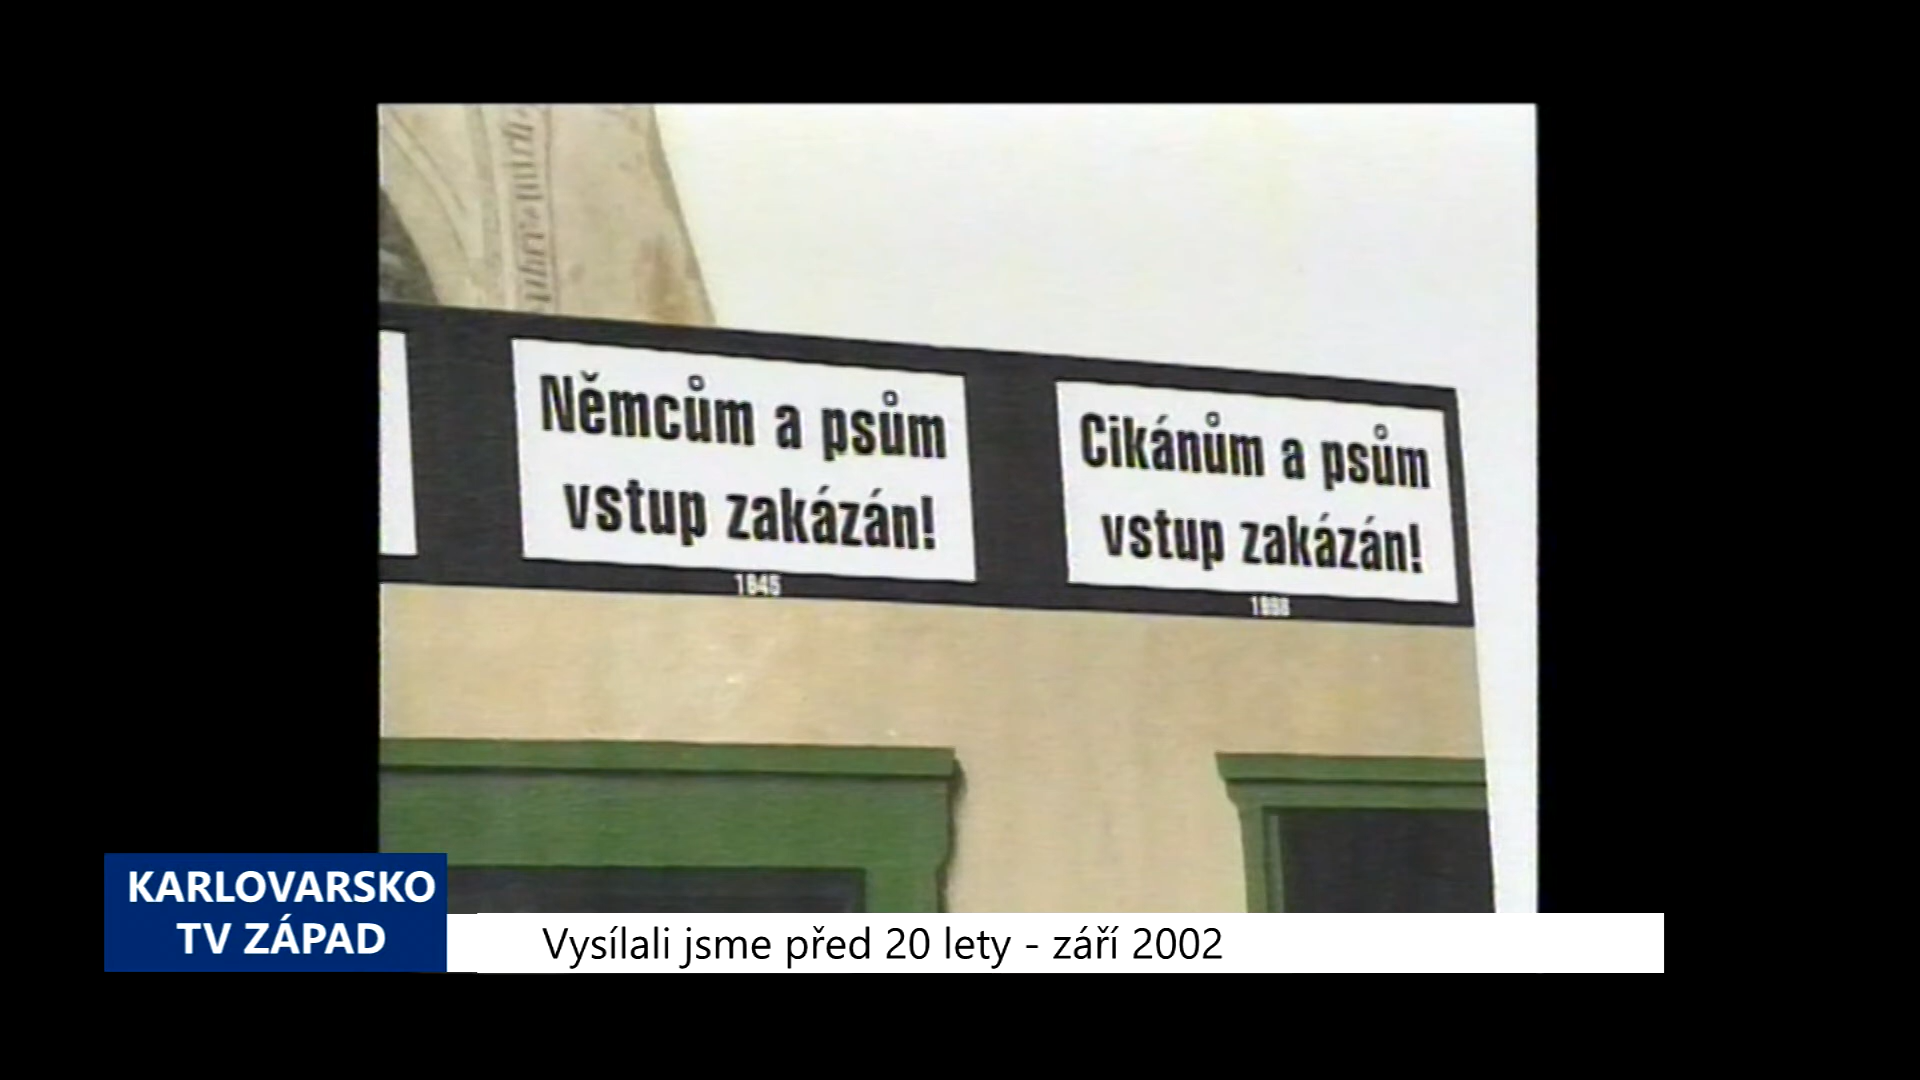 Němcům a psům
vstup zakázán!
1945
Cikánům a psům
vstup zakázán!
KARLOVARSKO
TV ZÁPAD
Vysílali jsme před 20 lety - září 2002